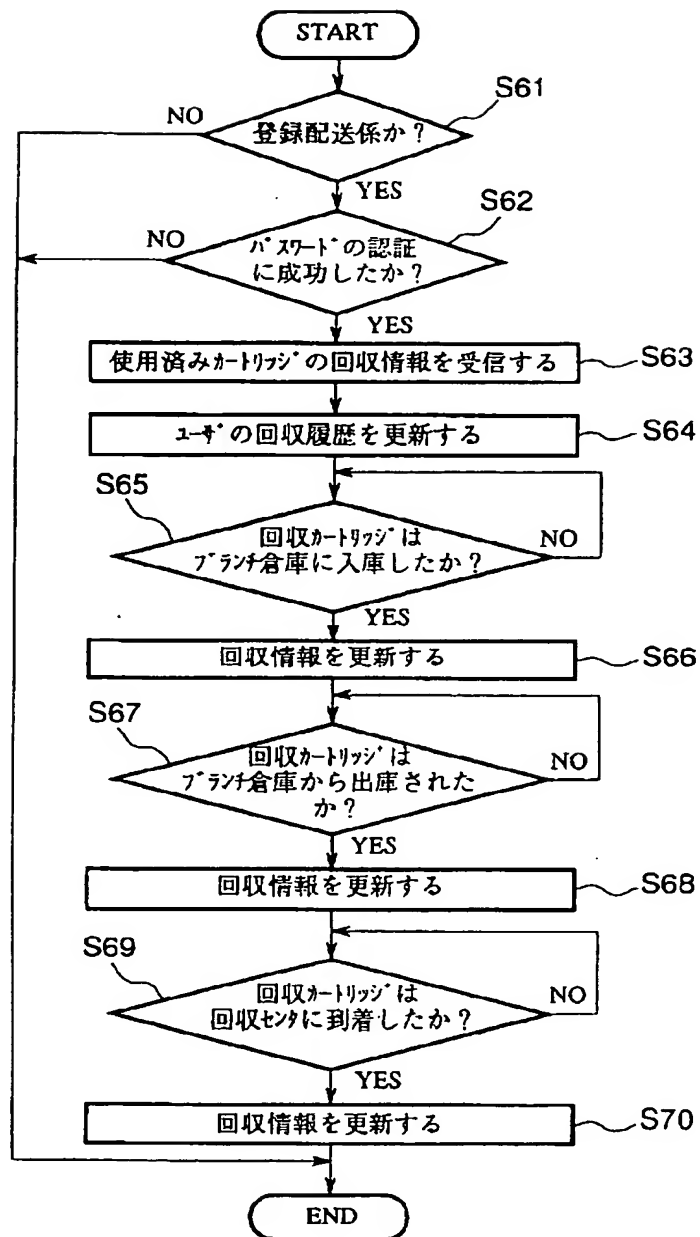 START
S61
NO
登録配送係か？
YES
S62
NO
ﾊﾟｽﾜｰﾄﾞの認証
に成功したか？
YES
使用済みｶｰﾄﾘｯｼﾞの回収情報を受信する
S63
ﾕｰｻﾞの回収履歴を更新する
S64
S65
回収ｶｰﾄﾘｯｼﾞは
ﾌﾞﾗﾝﾁ倉庫に入庫したか？
NO
YES
回収情報を更新する
S66
S67
回収ｶｰﾄﾘｯｼﾞは
ﾌﾞﾗﾝﾁ倉庫から出庫された
か？
NO
YES
回収情報を更新する
S68
S69
回収ｶｰﾄﾘｯｼﾞは
回収ｾﾝﾀに到着したか？
NO
YES
回収情報を更新する
S70
END